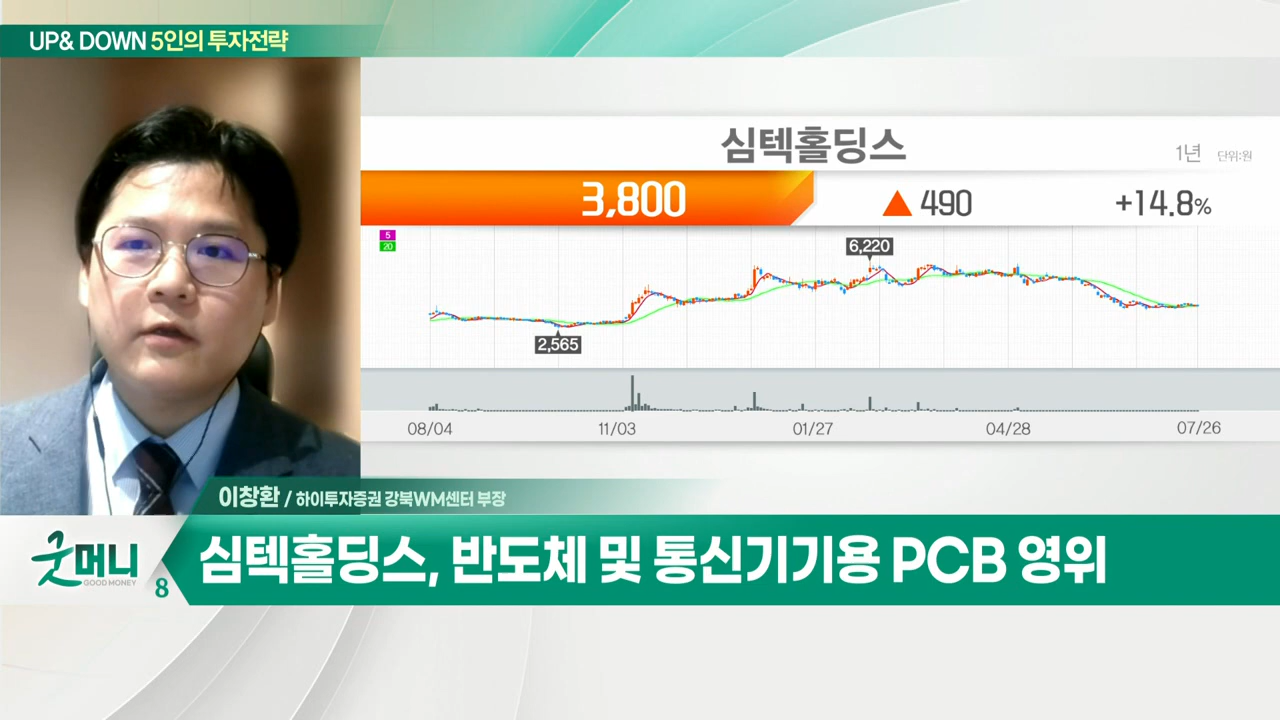 UP& DOWN 5인의 투자전략
심텍홀딩스
1년 단위:원
3,800 ▲ 490 +14.8%
5
20
6,220
2,565
08/04 11/03 01/27 04/28 07/26
이창환 / 하이투자증권 강북WM센터 부장
굿머니
GOOD MONEY
8
심텍홀딩스, 반도체 및 통신기기용 PCB 영위